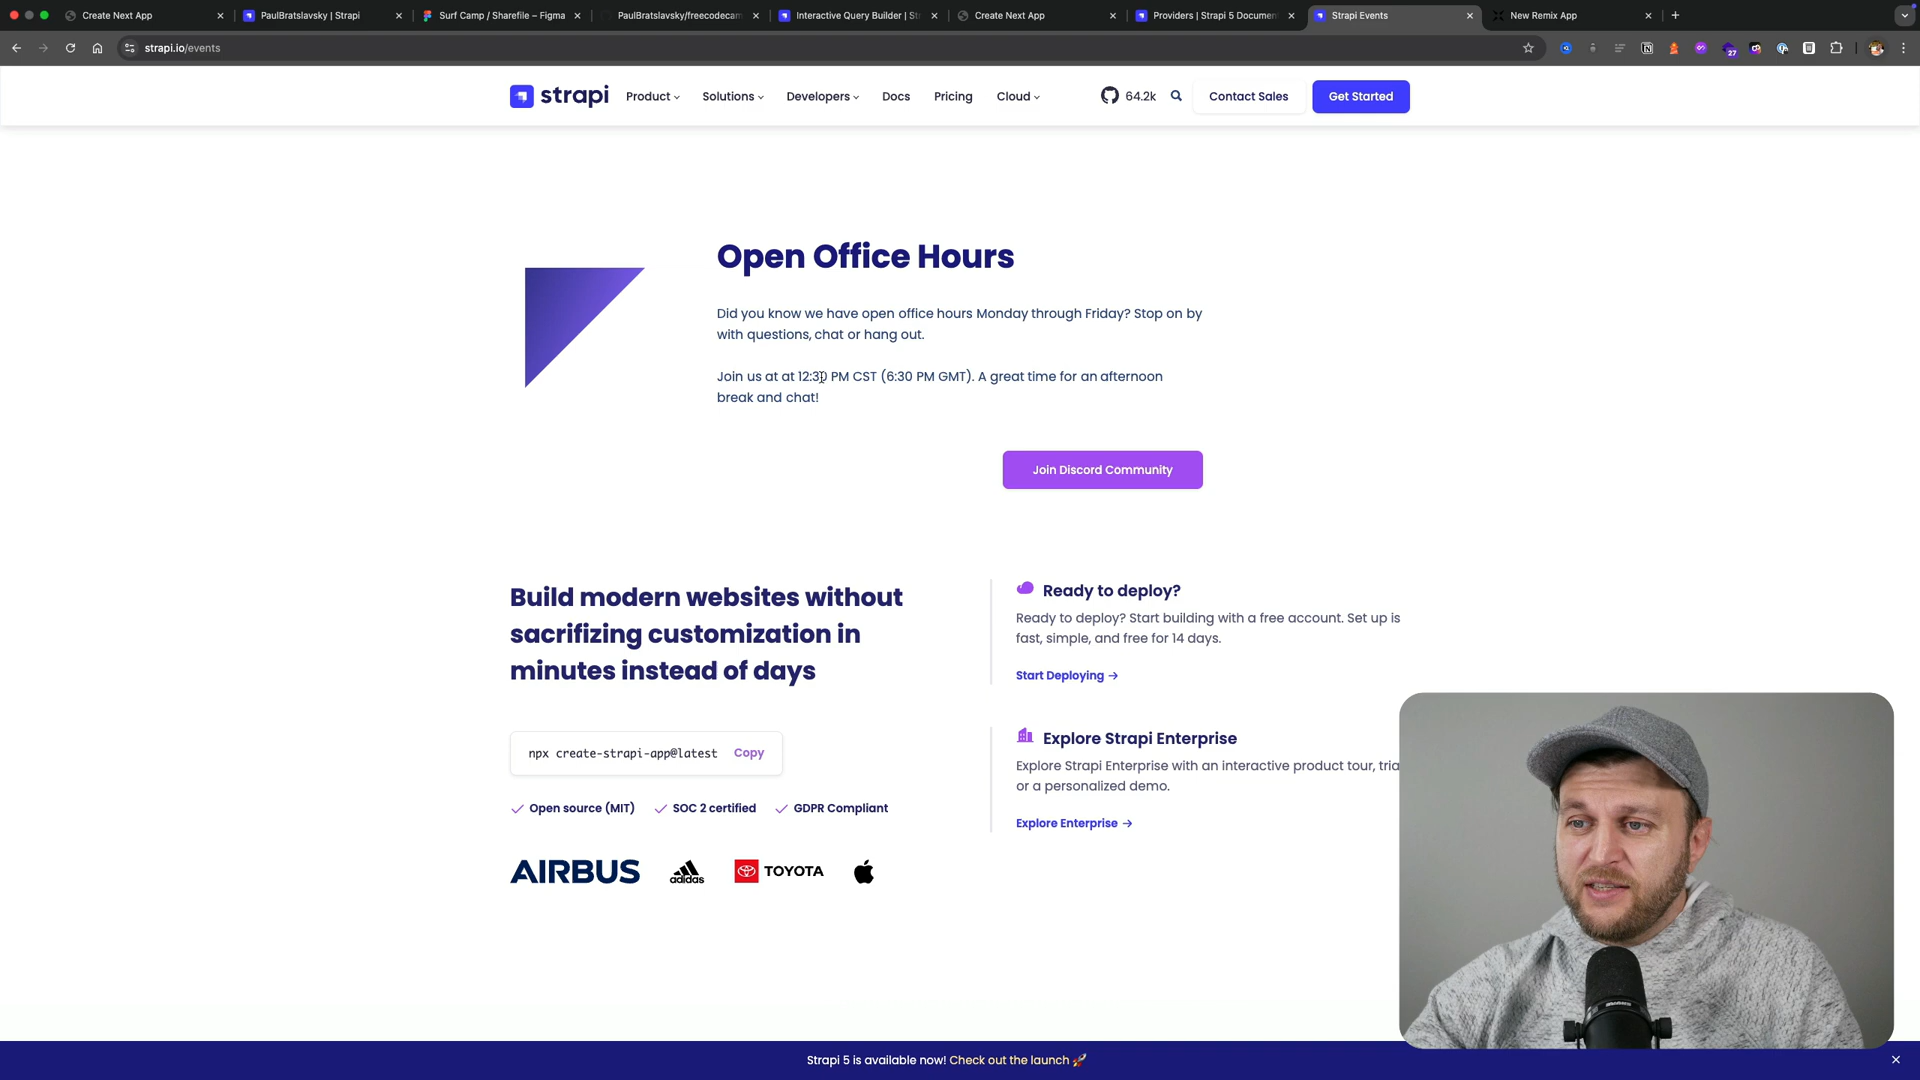 Create Next App
PaulBratslavsky | Strapi
Surf Camp / Sharefile – Figma
PaulBratslavsky/freecodecam
Interactive Query Builder | St
Create Next App
Providers | Strapi 5 Documen
Strapi Events
New Remix App
strapi.io/events
27
strapi
Product
Solutions
Developers
Docs
Pricing
Cloud
64.2k
Contact Sales
Get Started
Open Office Hours
Did you know we have open office hours Monday through Friday? Stop on by
with questions, chat or hang out.
Join us at at 12:30 PM CST (6:30 PM GMT). A great time for an afternoon
break and chat!
Join Discord Community
Build modern websites without
sacrifizing customization in
minutes instead of days
npx create-strapi-app@latest Copy
Open source (MIT)
SOC 2 certified
GDPR Compliant
AIRBUS
adidas
TOYOTA
Ready to deploy?
Ready to deploy? Start building with a free account. Set up is
fast, simple, and free for 14 days.
Start Deploying →
Explore Strapi Enterprise
Explore Strapi Enterprise with an interactive product tour, tria
or a personalized demo.
Explore Enterprise →
Strapi 5 is available now! Check out the launch 🚀